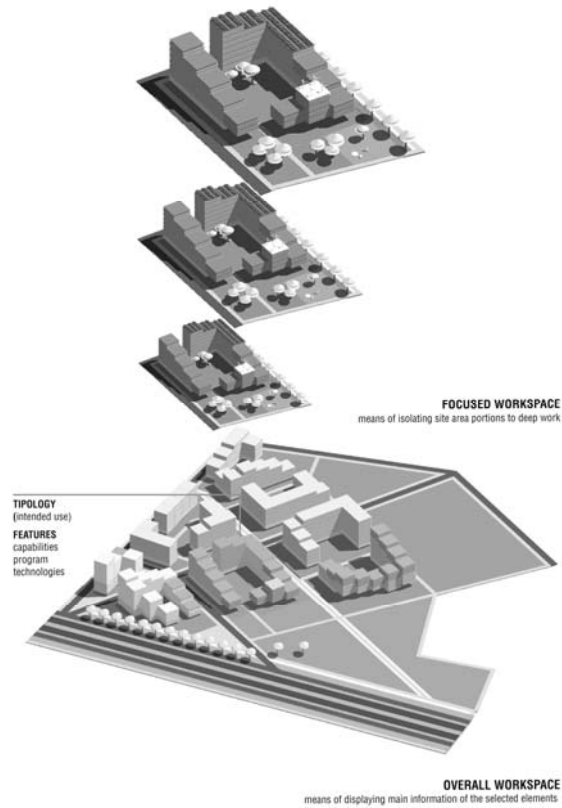 FOCUSED WORKSPACE
means of isolating site area portions to deep work
TIPOLOGY
(intended use)
FEATURES
capabilities
program
technologies
OVERALL WORKSPACE
means of displaying main information of the selected elements